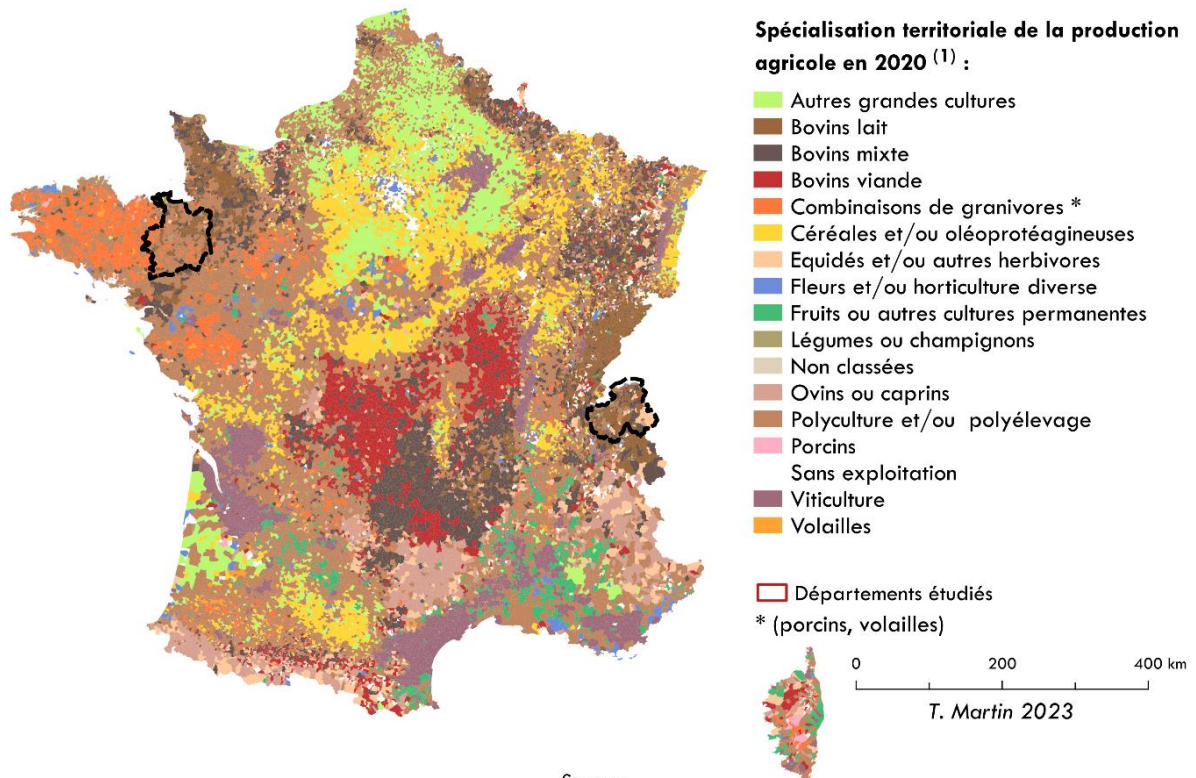 Spécialisation territoriale de la production
agricole en 2020 (1) :
Autres grandes cultures
Bovins lait
Bovins mixte
Bovins viande
Combinaisons de granivores *
Céréales et/ou oléoprotéagineuses
Equidés et/ou autres herbivores
Fleurs et/ou horticulture diverse
Fruits ou autres cultures permanentes
Légumes ou champignons
Non classées
Ovins ou caprins
Polyculture et/ou polyélevage
Porcins
Sans exploitation
Viticulture
Volailles
Départements étudiés
* (porcins, volailles)
0 200 400 km
T. Martin 2023